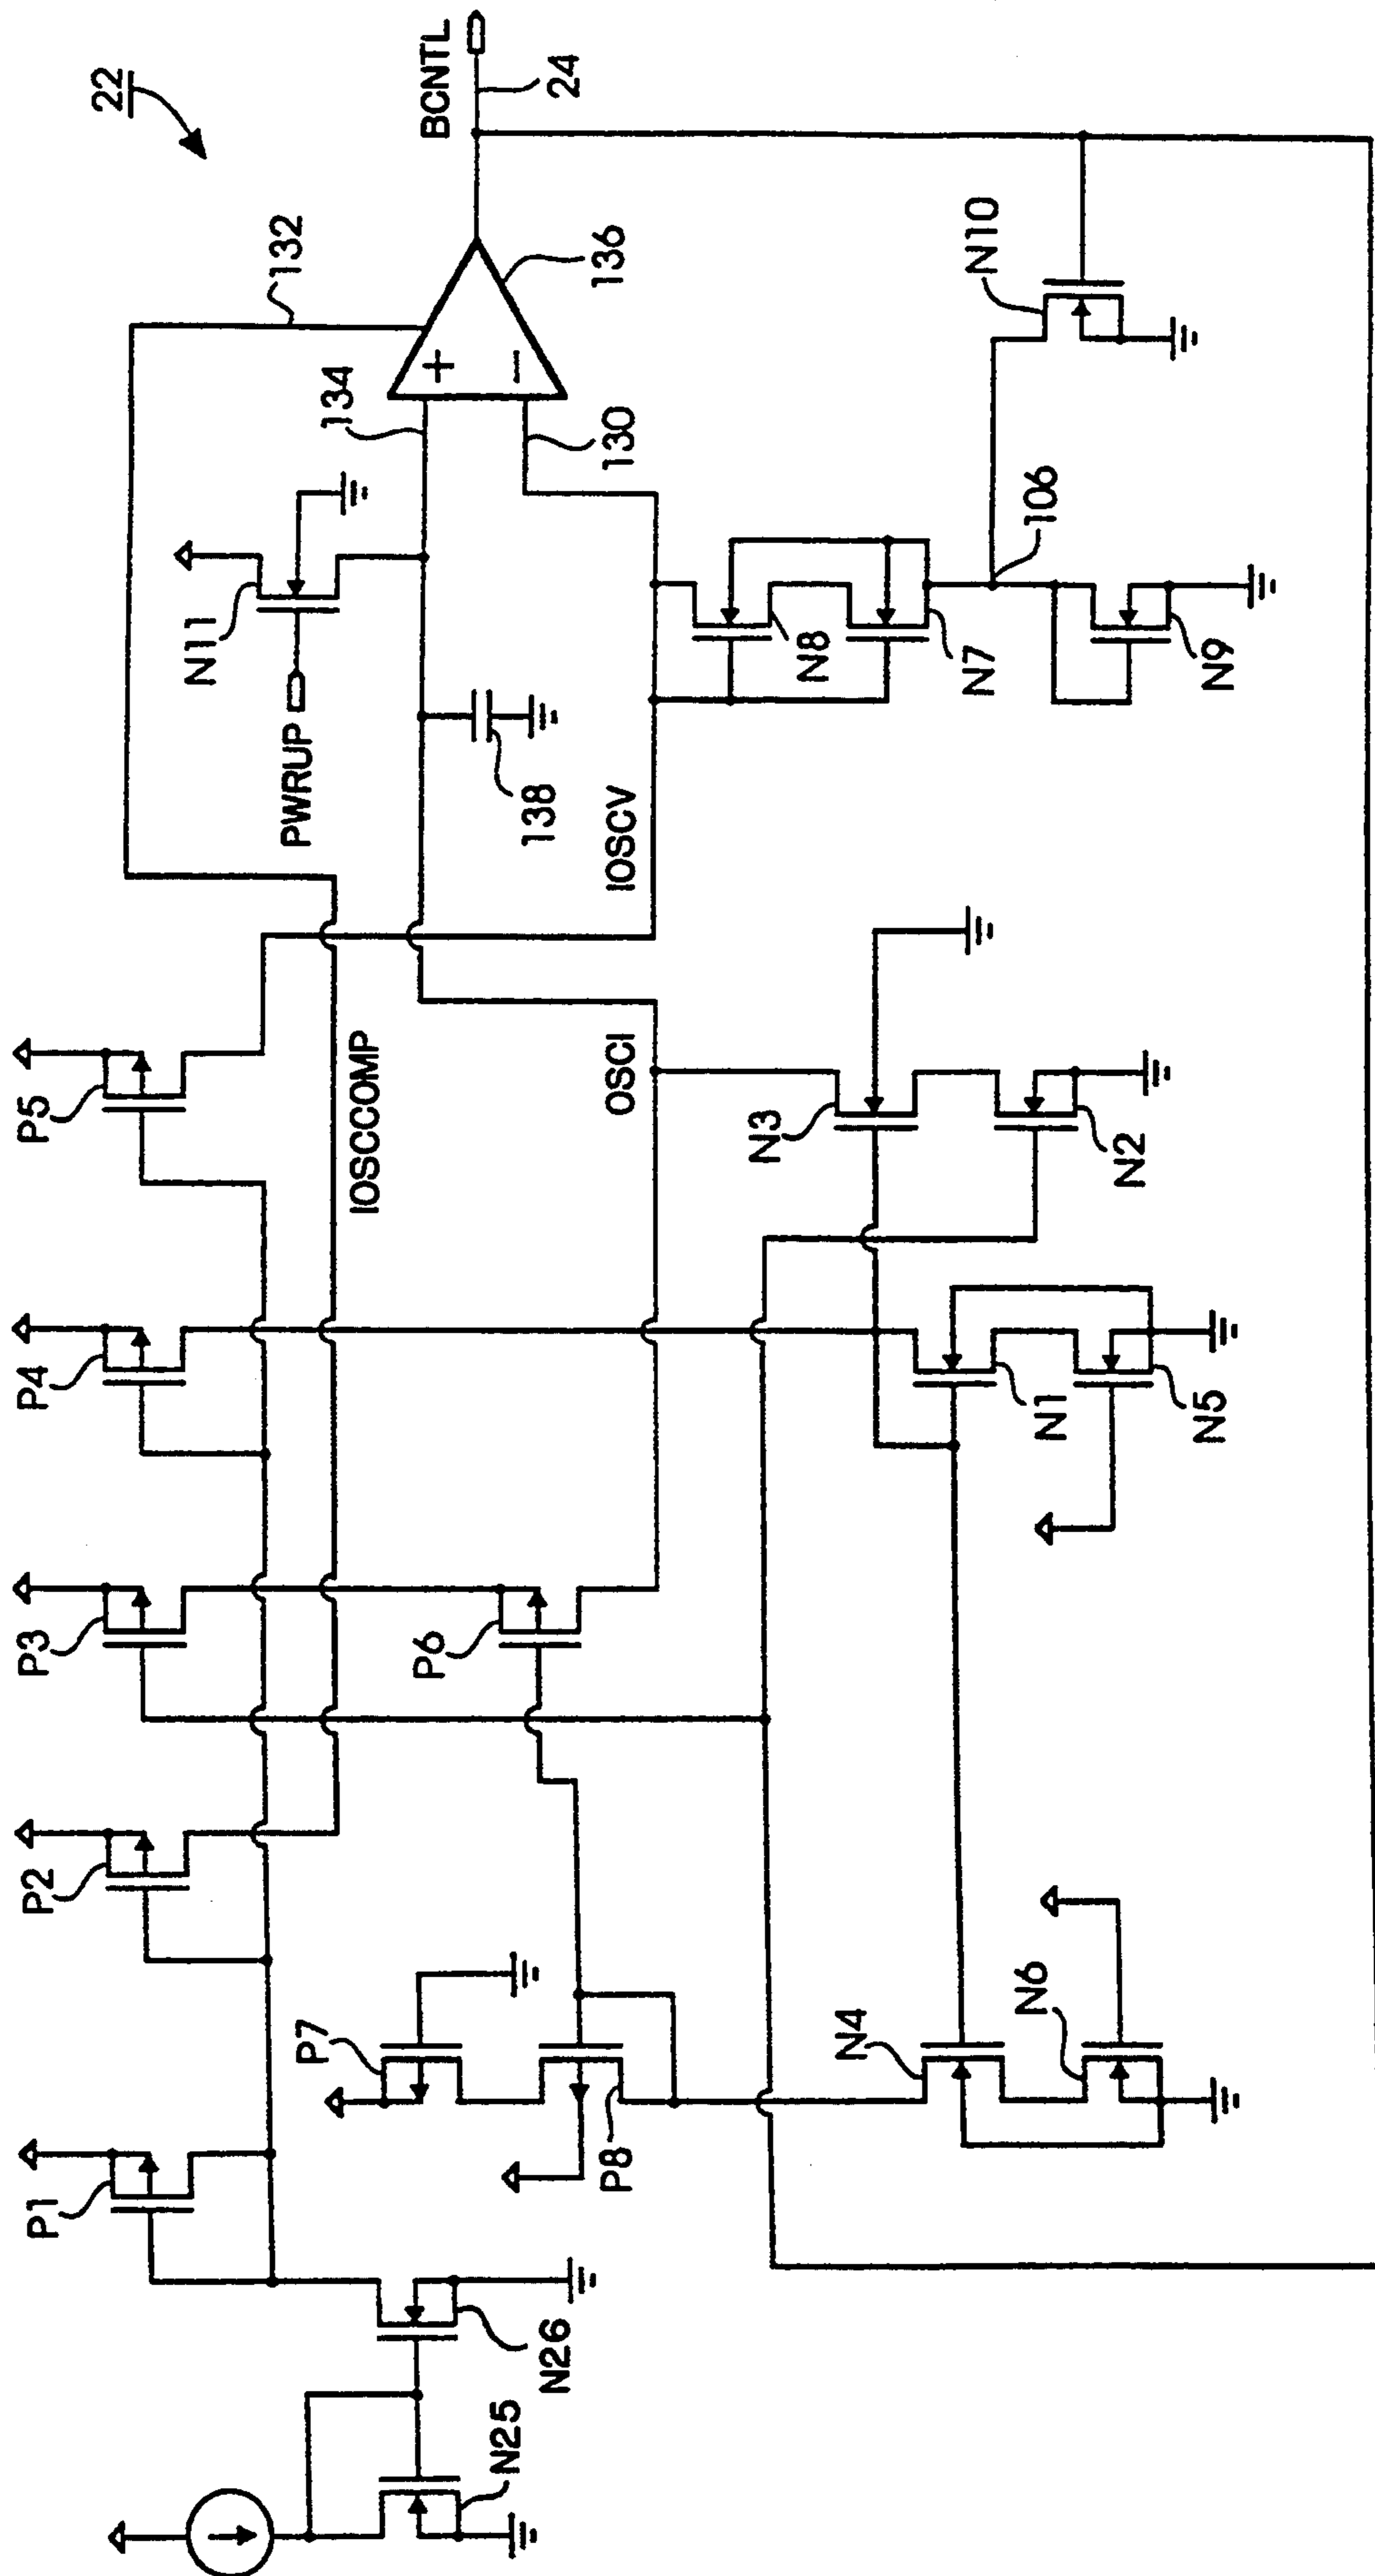 22
BCNTL
24
132
136
134
130
N11
PWRUP
138
IOSCV
N8
N7
106
N10
N9
P5
IOSCCOMP
OSCI
N3
N2
P4
N1
N5
P3
P6
P2
P7
P8
N4
N6
P1
N26
N25